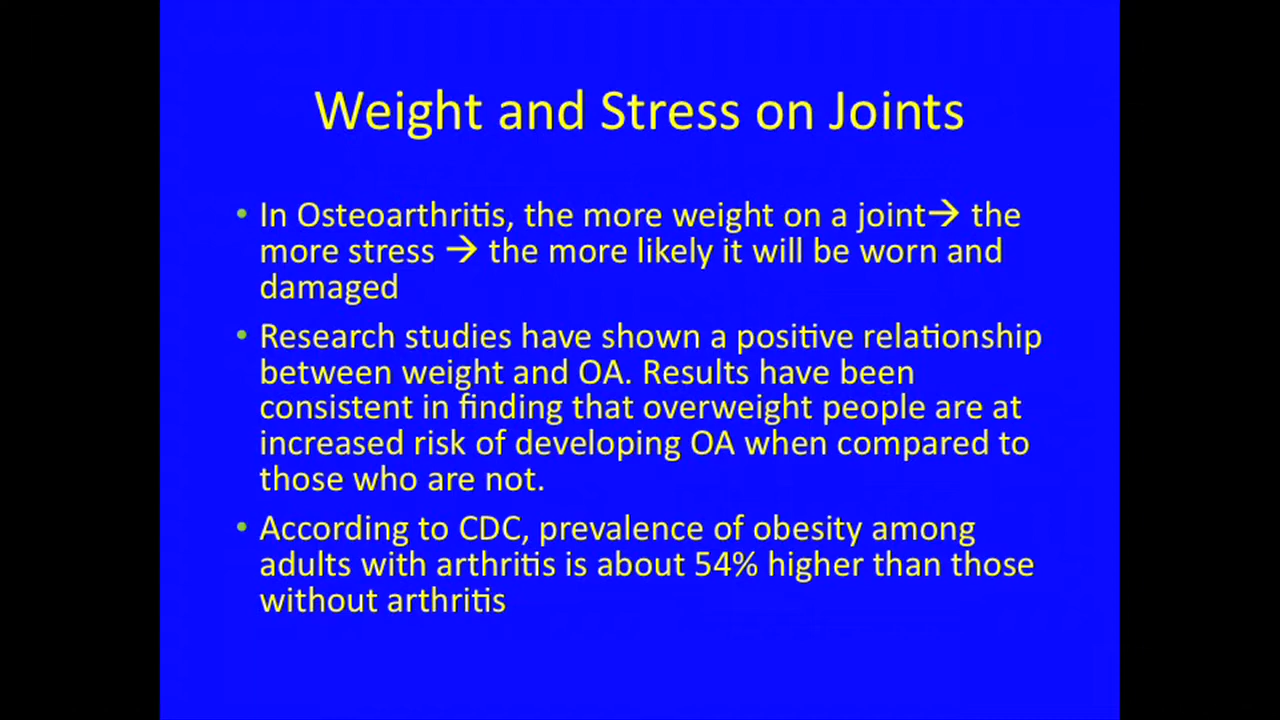 Weight and Stress on Joints
• In Osteoarthritis, the more weight on a joint→ the
more stress → the more likely it will be worn and
damaged
• Research studies have shown a positive relationship
between weight and OA. Results have been
consistent in finding that overweight people are at
increased risk of developing OA when compared to
those who are not.
• According to CDC, prevalence of obesity among
adults with arthritis is about 54% higher than those
without arthritis